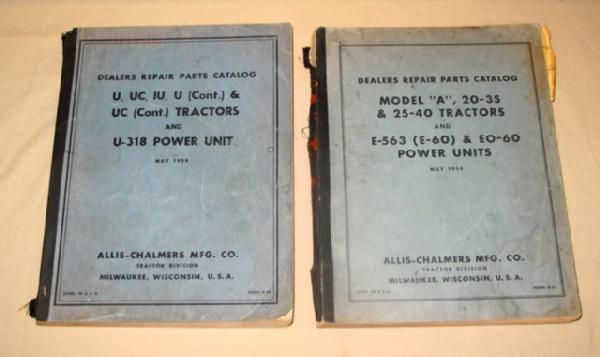 DEALERS REPAIR PARTS CATALOG
U, UC, IU, U (Cont.) &
UC (Cont.) TRACTORS
AND
U-318 POWER UNIT
MAY 1954
ALLIS-CHALMERS MFG. CO.
TRACTOR DIVISION
MILWAUKEE, WISCONSIN, U. S. A.
DEALERS REPAIR PARTS CATALOG
MODEL "A", 20-35
& 25-40 TRACTORS
AND
E-563 (E-60) & EO-60
POWER UNITS
MAY 1954
ALLIS-CHALMERS MFG. CO.
TRACTOR DIVISION
MILWAUKEE, WISCONSIN, U. S. A.